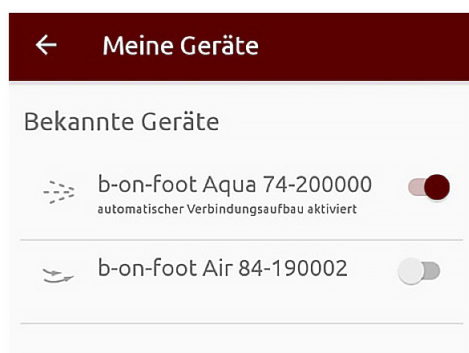 Meine Geräte
Bekannte Geräte
b-on-foot Aqua 74-200000
automatischer Verbindungsaufbau aktiviert
b-on-foot Air 84-190002